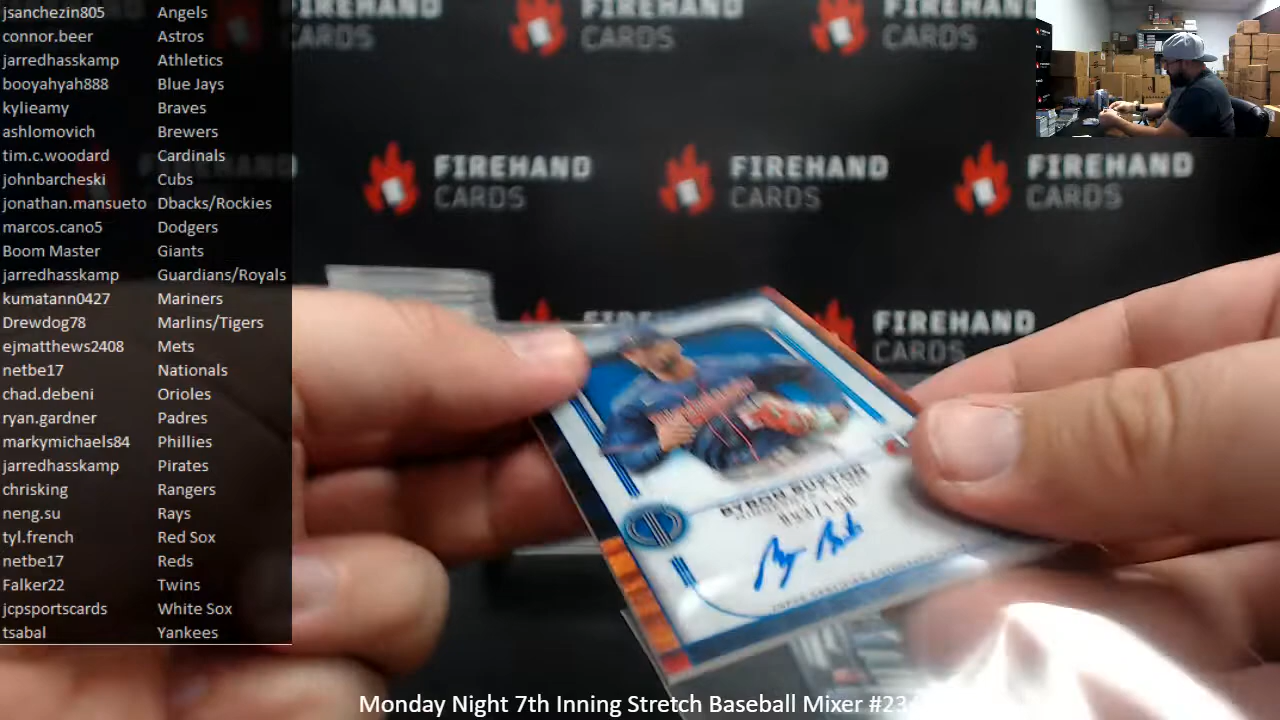 jsanchezin805 Angels
connor.beer Astros
jarredhasskamp Athletics
booyahyah888 Blue Jays
kylieamy Braves
ashlomovich Brewers
tim.c.woodard Cardinals
johnbarcheski Cubs
jonathan.mansueto Dbacks/Rockies
marcos.cano5 Dodgers
Boom Master Giants
jarredhasskamp Guardians/Royals
kumatann0427 Mariners
Drewdog78 Marlins/Tigers
ejmatthews2408 Mets
netbe17 Nationals
chad.debeni Orioles
ryan.gardner Padres
markymichaels84 Phillies
jarredhasskamp Pirates
chrisking Rangers
neng.su Rays
tyl.french Red Sox
netbe17 Reds
Falker22 Twins
jcpsportscards White Sox
tsabal Yankees
FIREHAND
CARDS
FIREHAND
CARDS
FIREHAND
CARDS
FIREHAND
CARDS
FIREHAND
CARDS
FIREHAND
CARDS
FIREHAND
CARDS
BYRON BUXTON
Monday Night 7th Inning Stretch Baseball Mixer #23